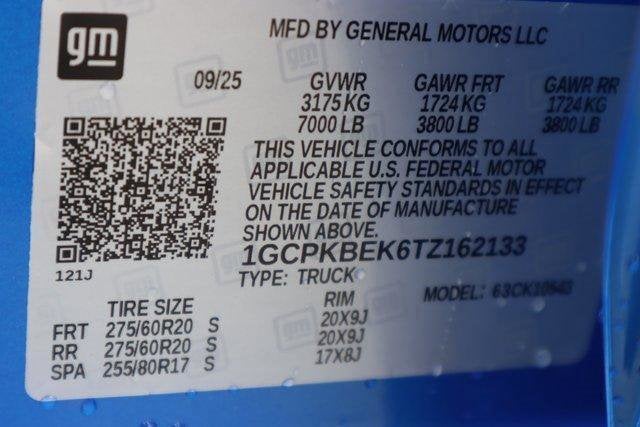 gm
MFD BY GENERAL MOTORS LLC
09/25 GVWR GAWR FRT GAWR RR
3175 KG 1724 KG 1724 KG
7000 LB 3800 LB 3800 LB
THIS VEHICLE CONFORMS TO ALL
APPLICABLE U.S. FEDERAL MOTOR
VEHICLE SAFETY STANDARDS IN EFFECT
ON THE DATE OF MANUFACTURE
SHOWN ABOVE.
1GCPKBEK6TZ162133
121J
TYPE: TRUCK
MODEL:
TIRE SIZE RIM
FRT 275/60R20 S 20X9J
RR 275/60R20 S 20X9J
SPA 255/80R17 S 17X8J